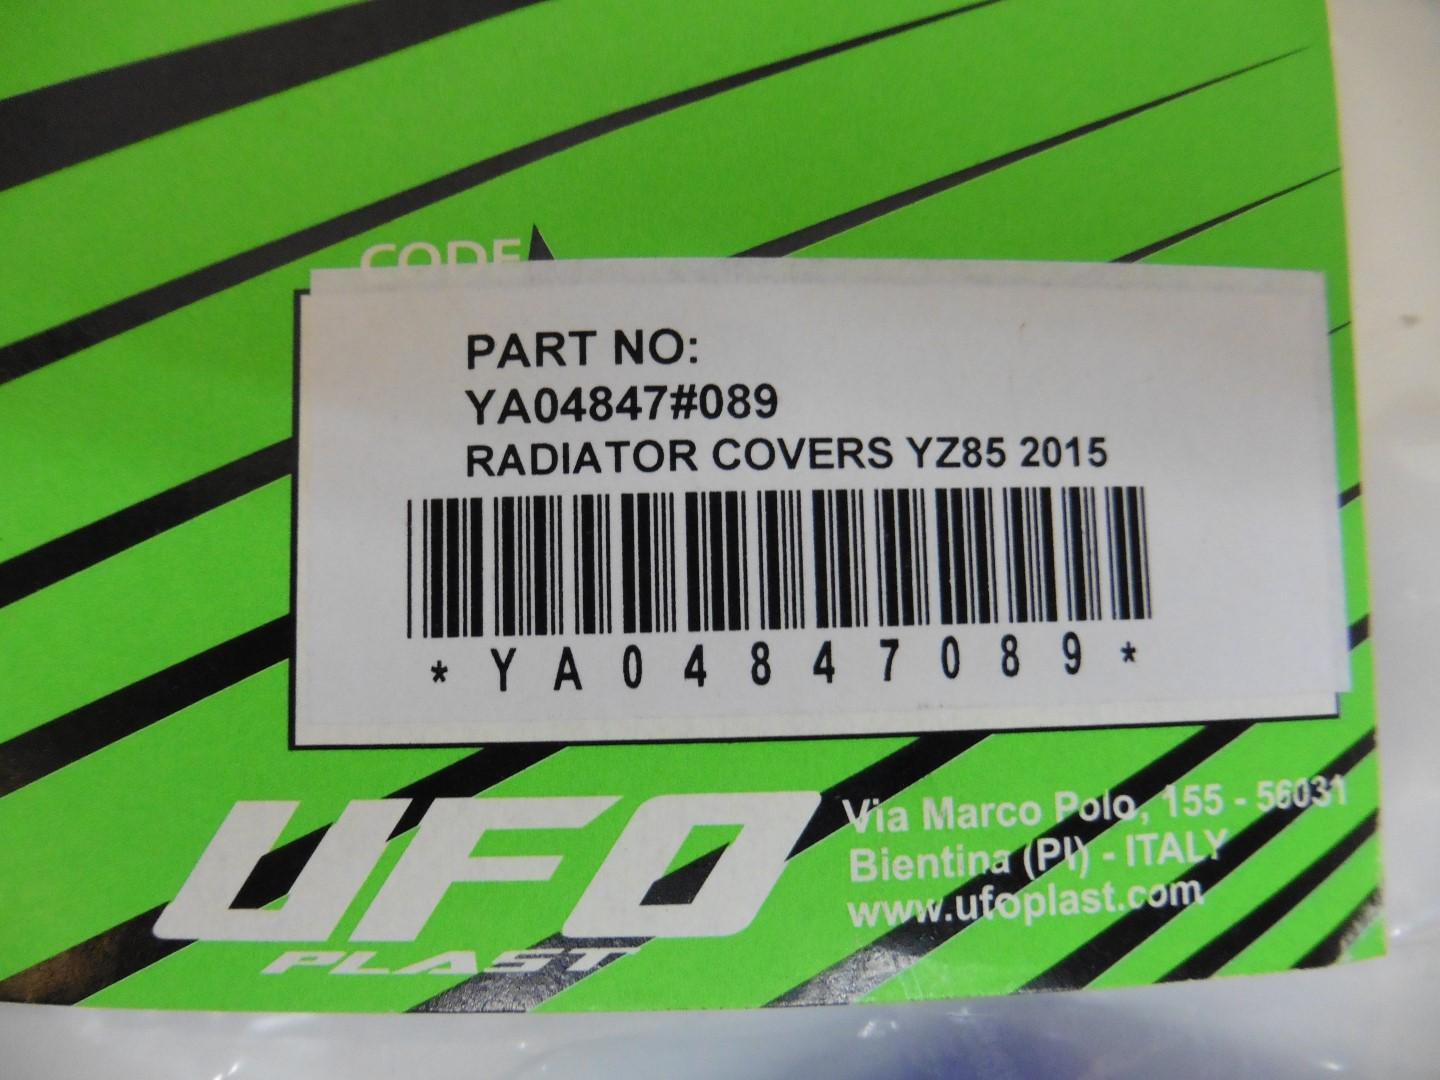 CODE
PART NO:
YA04847#089
RADIATOR COVERS YZ85 2015
*YA04847089*
UFO
PLAST
Via Marco Polo, 155 - 56031
Bientina (PI) - ITALY
www.ufoplast.com